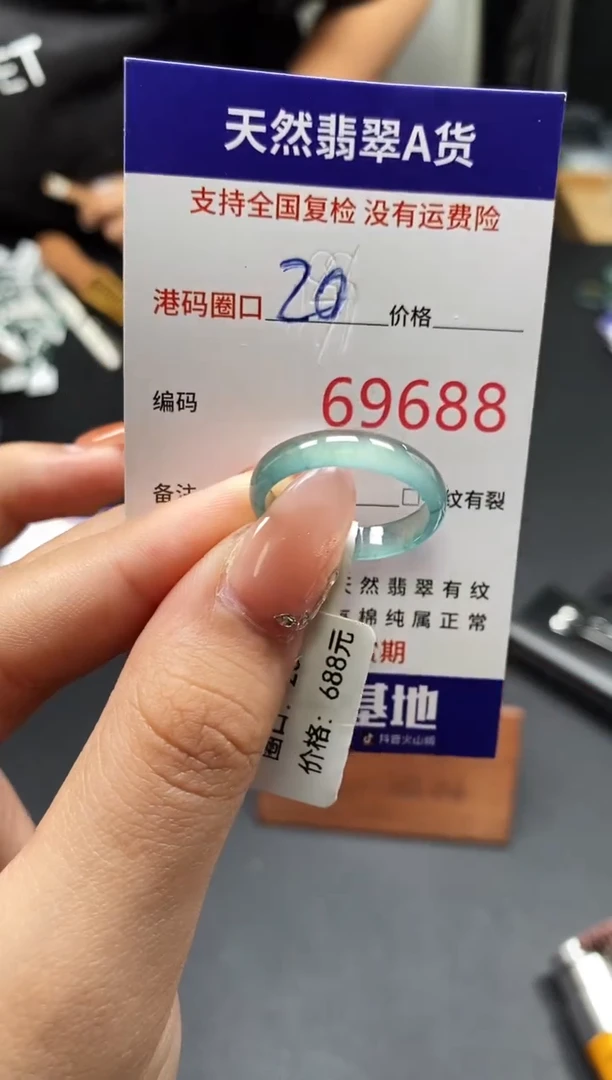 ET
天然翡翠A货
支持全国复检 没有运费险
港码圈口 20 价格
编码 69688
备注 □ 纹有裂
然翡翠有纹
棉纯属正常
期
基地
抖音火山崎
圈口：
价格：688元